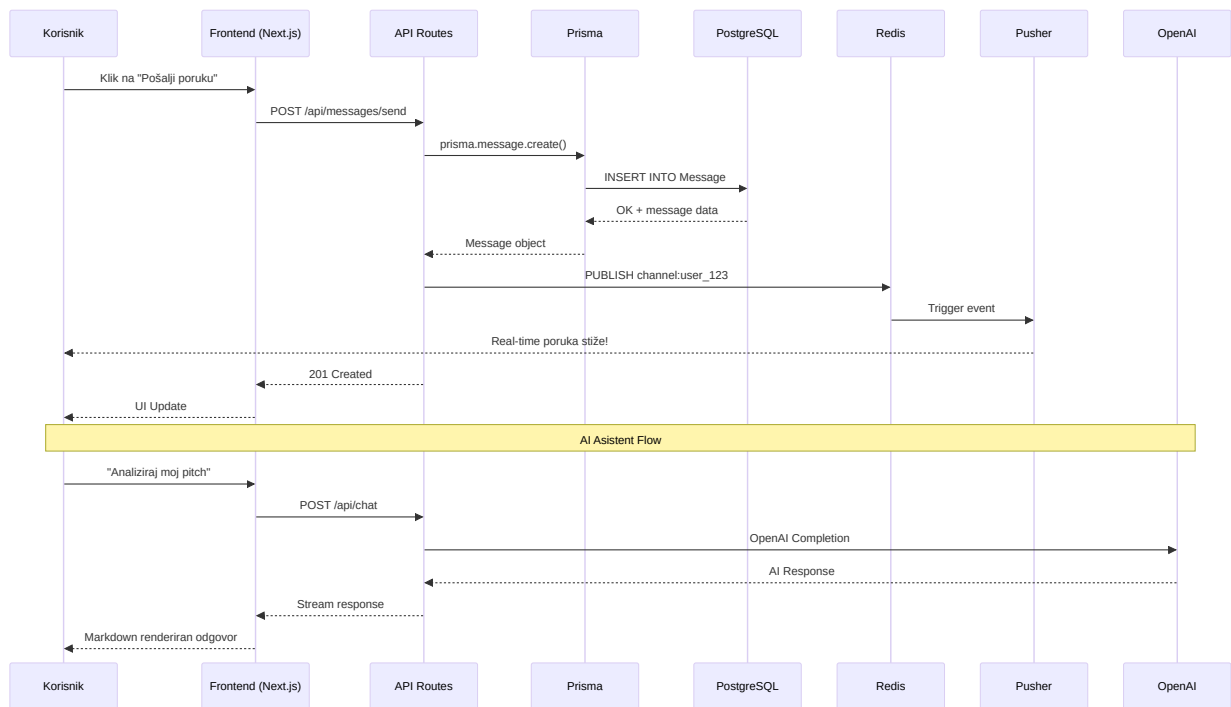 Korisnik
Frontend (Next.js)
API Routes
Prisma
PostgreSQL
Redis
Pusher
OpenAI
Klik na "Pošalji poruku"
POST /api/messages/send
prisma.message.create()
INSERT INTO Message
OK + message data
Message object
PUBLISH channel:user_123
Trigger event
Real-time poruka stiže!
201 Created
UI Update
AI Asistent Flow
"Analiziraj moj pitch"
POST /api/chat
OpenAI Completion
AI Response
Stream response
Markdown renderiran odgovor
Korisnik
Frontend (Next.js)
API Routes
Prisma
PostgreSQL
Redis
Pusher
OpenAI